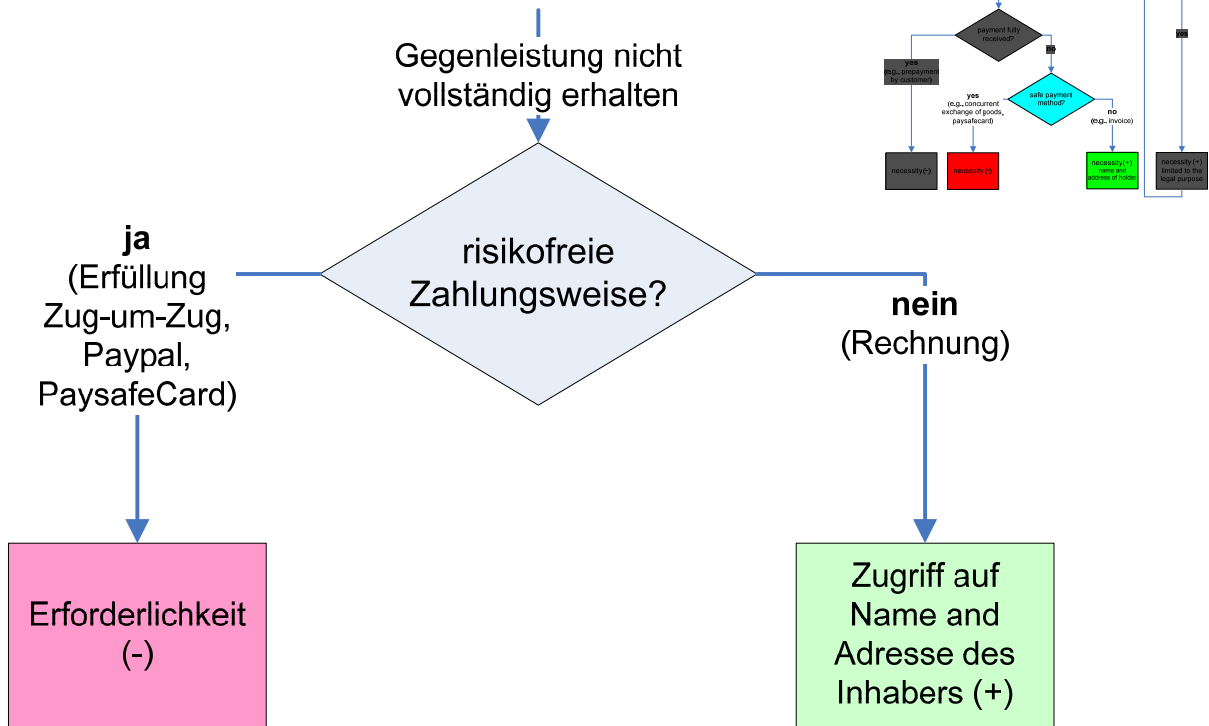 Gegenleistung nicht
vollständig erhalten
risikofreie
Zahlungsweise?
ja
(Erfüllung
Zug-um-Zug,
Paypal,
PaysafeCard)
nein
(Rechnung)
Erforderlichkeit
(-)
Zugriff auf
Name and
Adresse des
Inhabers (+)
payment fully
received?
yes
(e.g., prepayment
by customer)
no
safe payment
method?
yes
(e.g., concurrent
exchange of goods,
paysafecard)
no
(e.g., invoice)
yes
necessity (-)
necessity (-)
necessity (+)
name and
address of holder
necessity (+)
limited to the
legal purpose